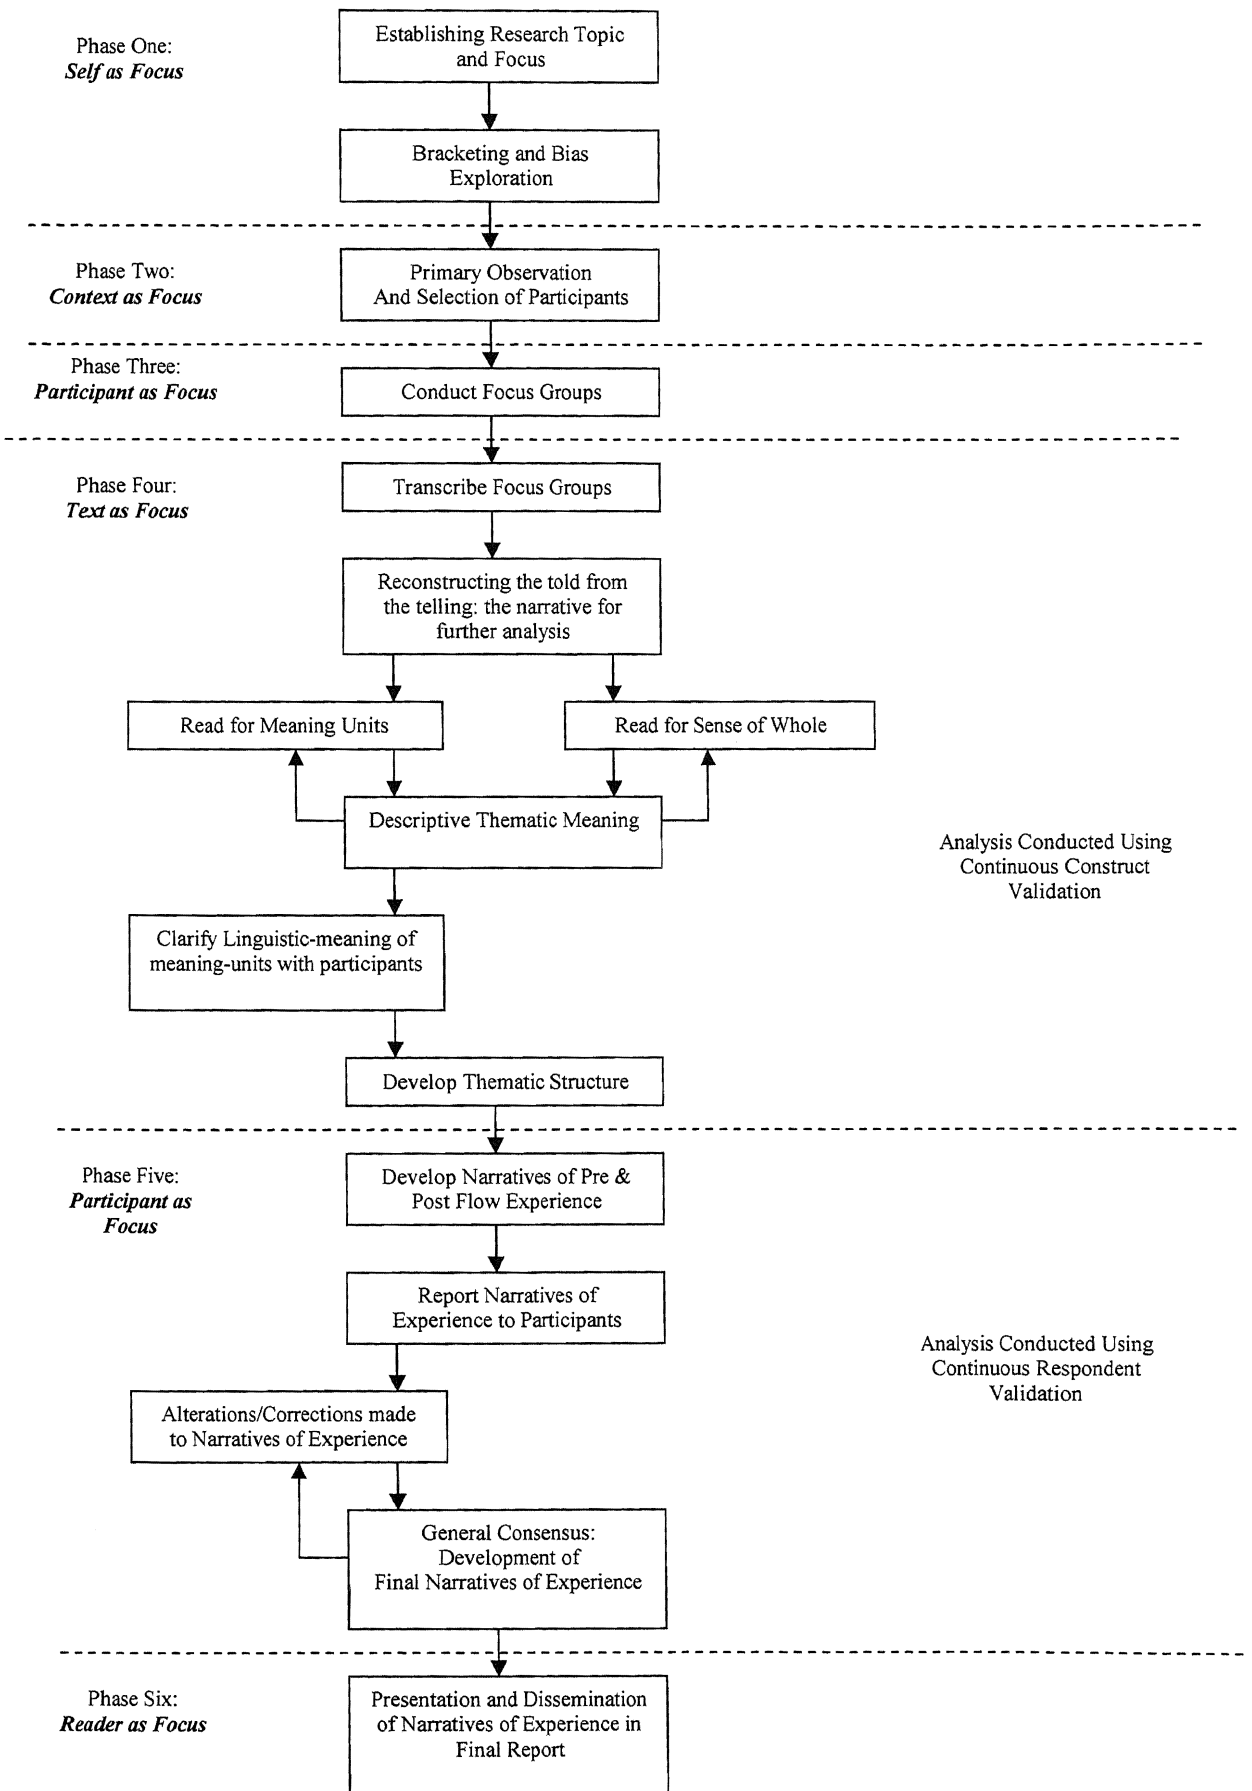 Establishing Research Topic
and Focus
Phase One:
Self as Focus
Bracketing and Bias
Exploration
Phase Two:
Context as Focus
Primary Observation
And Selection of Participants
Phase Three:
Participant as Focus
Conduct Focus Groups
Phase Four:
Text as Focus
Transcribe Focus Groups
Reconstructing the told from
the telling: the narrative for
further analysis
Read for Meaning Units
Read for Sense of Whole
Descriptive Thematic Meaning
Analysis Conducted Using
Continuous Construct
Validation
Clarify Linguistic-meaning of
meaning-units with participants
Develop Thematic Structure
Phase Five:
Participant as
Focus
Develop Narratives of Pre &
Post Flow Experience
Report Narratives of
Experience to Participants
Analysis Conducted Using
Continuous Respondent
Validation
Alterations/Corrections made
to Narratives of Experience
General Consensus:
Development of
Final Narratives of Experience
Phase Six:
Reader as Focus
Presentation and Dissemination
of Narratives of Experience in
Final Report